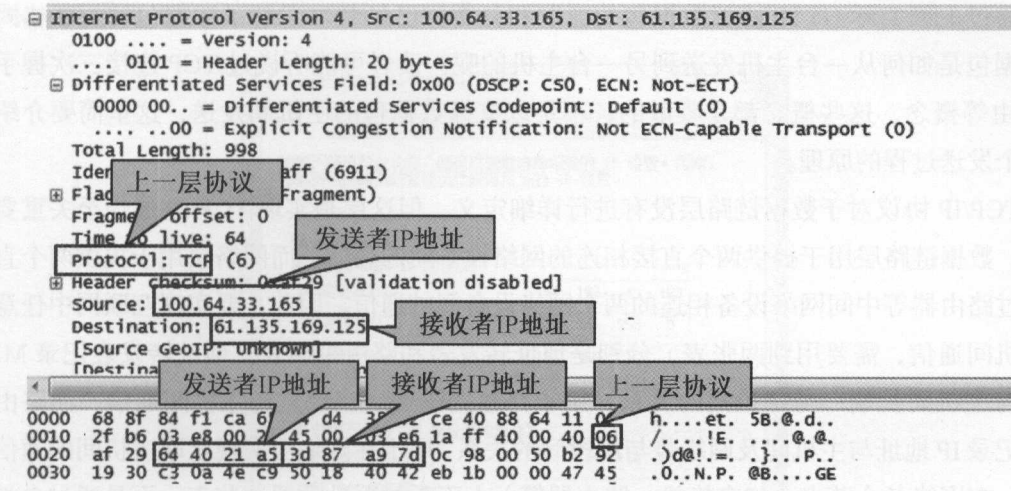 Internet Protocol Version 4, Src: 100.64.33.165, Dst: 61.135.169.125
0100 .... = Version: 4
.... 0101 = Header Length: 20 bytes
Differentiated Services Field: 0x00 (DSCP: CS0, ECN: Not-ECT)
0000 00.. = Differentiated Services Codepoint: Default (0)
.... ..00 = Explicit Congestion Notification: Not ECN-Capable Transport (0)
Total Length: 998
aff (6911)
上一层协议
Fragment)
offset: 0
Time to live: 64
发送者IP地址
Protocol: TCP (6)
Header checksum: 0xaf29 [validation disabled]
100.64.33.165
Destination: 61.135.169.125
接收者IP地址
[Source GeoIP: Unknown]
发送者IP地址
接收者IP地址
上一层协议
0000 68 8f 84 f1 ca ce 40 88 64 11 h....et. 5B.@.d..
0010 2f b6 03 e8 00 45 00 e6 1a ff 40 00 40 06
0020 af 29 64 40 21 a5 3d 87 a9 7d 0c 98 00 50 b2 92
0030 19 30 c3 0a 4e c9 50 18 40 42 eb 1b 00 00 47 45 .0..N.P. @B....GE